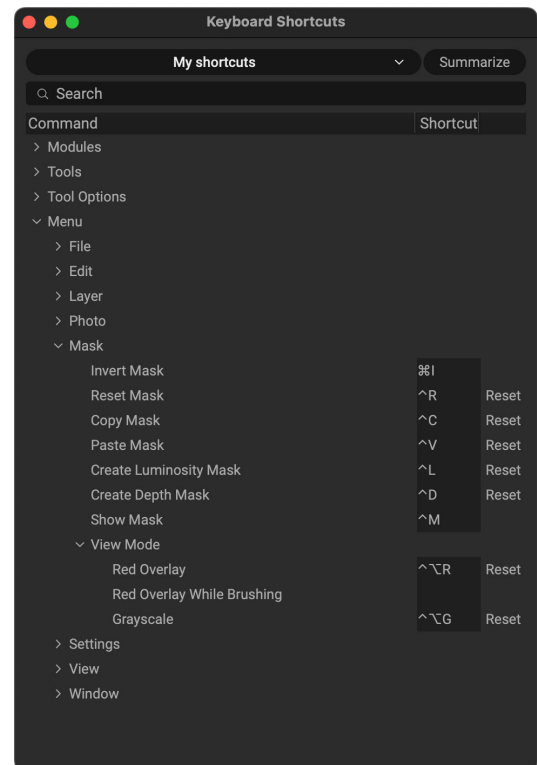 Keyboard Shortcuts
My shortcuts Summarize
Search
Command Shortcut
Modules
Tools
Tool Options
Menu
File
Edit
Layer
Photo
Mask
Invert Mask ⌘I
Reset Mask ^R Reset
Copy Mask ^C Reset
Paste Mask ^V Reset
Create Luminosity Mask ^L Reset
Create Depth Mask ^D Reset
Show Mask ^M
View Mode
Red Overlay ^⌥R Reset
Red Overlay While Brushing
Grayscale ^⌥G Reset
Settings
View
Window